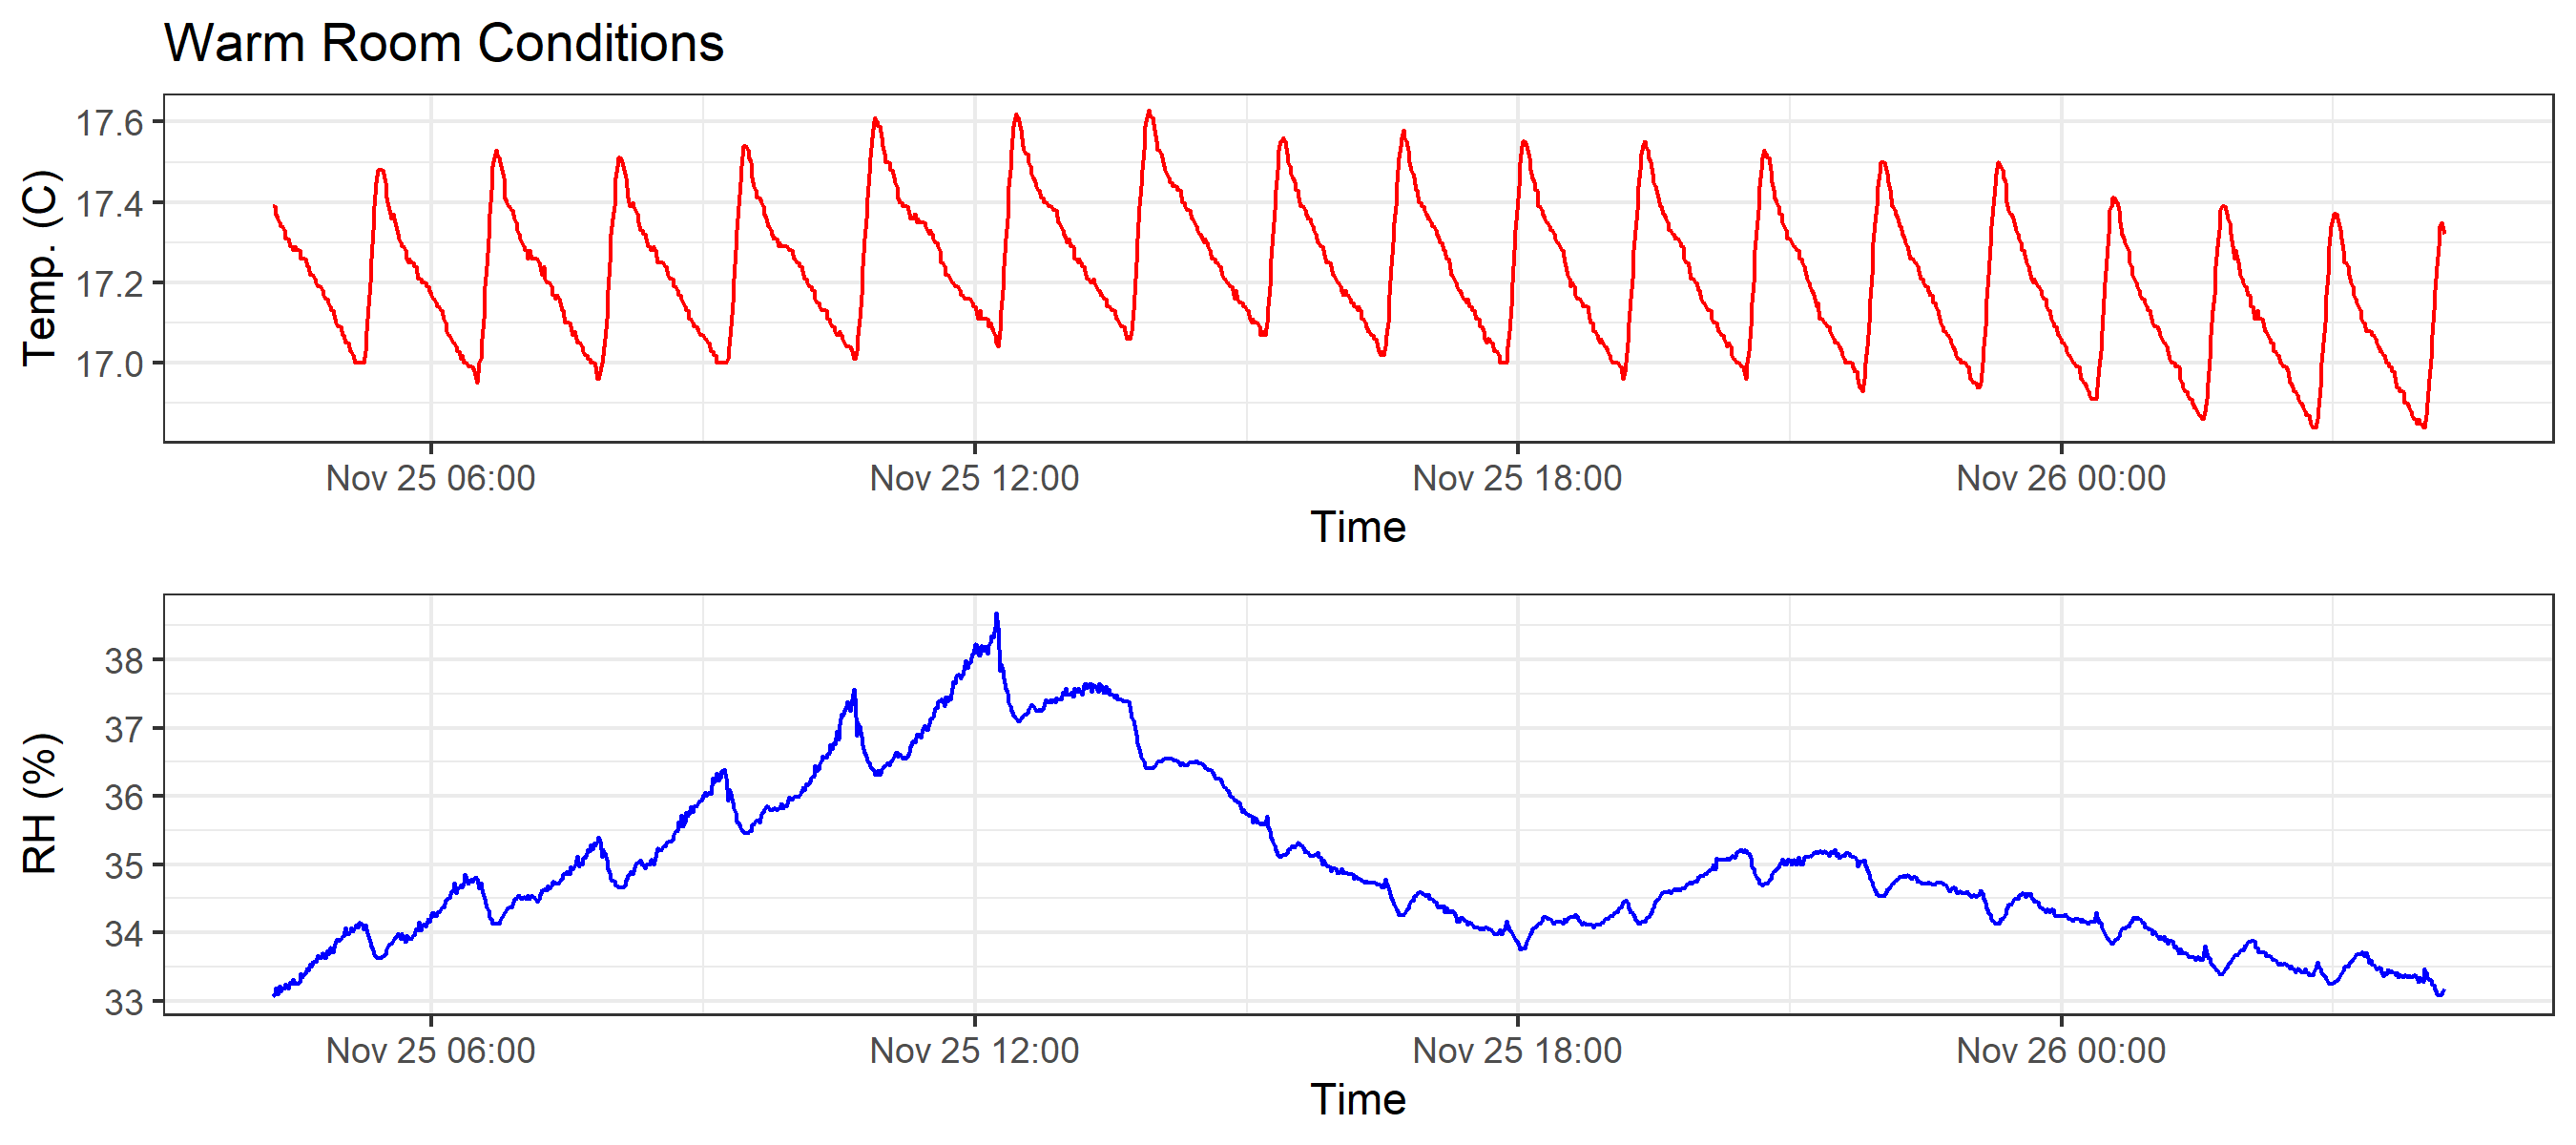 Warm Room Conditions
Temp. (C)
17.6
17.4
17.2
17.0
Nov 25 06:00 Nov 25 12:00 Nov 25 18:00 Nov 26 00:00
Time
RH (%)
38
37
36
35
34
33
Nov 25 06:00 Nov 25 12:00 Nov 25 18:00 Nov 26 00:00
Time